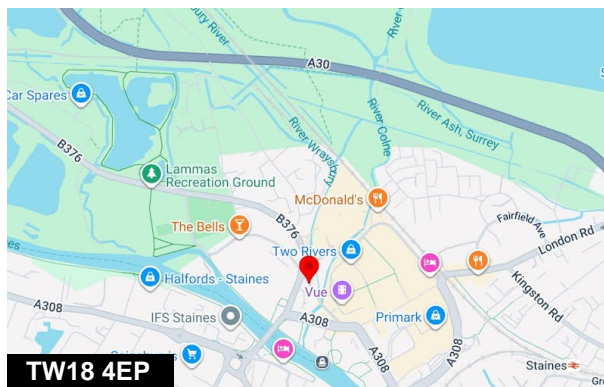 bury River
A30
Car Spares
River Ash, Surrey
River Colne
River Wraysbury
B376
Lammas
Recreation Ground
McDonald's
Fairfield Ave
The Bells
B376
London Rd
Two Rivers
Halfords - Staines
Kingston Rd
Vue
A308
IFS Staines
A308
Primark
Staines
A308
TW18 4EP